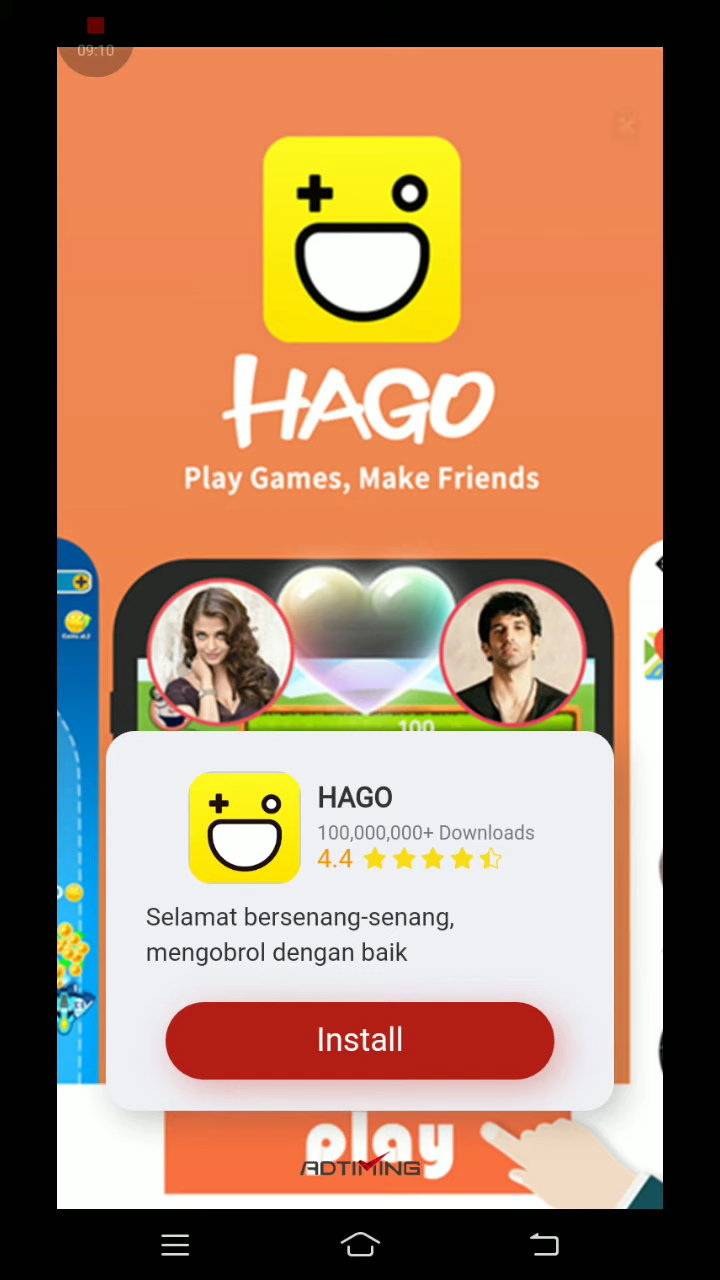 09:10
HAGO
Play Games, Make Friends
100
HAGO
100,000,000+ Downloads
4.4
Selamat bersenang-senang,
mengobrol dengan baik
Install
play
ADTIMING